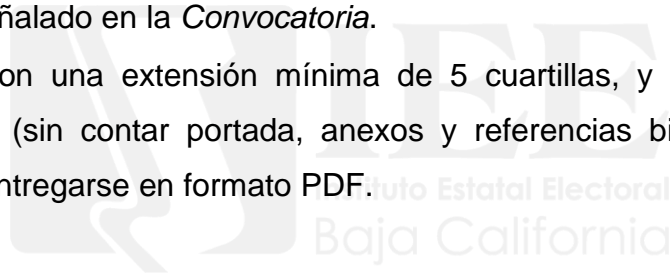 ñalado en la Convocatoria.
on una extensión mínima de 5 cuartillas, y
(sin contar portada, anexos y referencias bi
ntregarse en formato PDF.
IEE
Instituto Estatal Electoral
Baja California